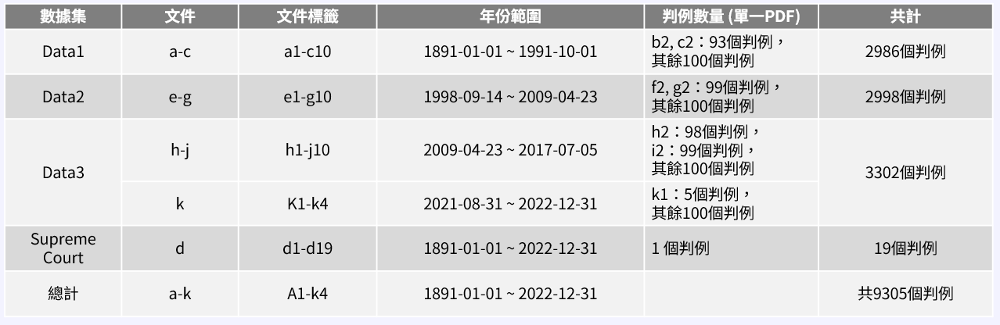 數據集 文件 文件標籤 年份範圍 判例數量 (單一PDF) 共計
Data1 a-c a1-c10 1891-01-01 ~ 1991-10-01 b2, c2：93個判例，
其餘100個判例 2986個判例
Data2 e-g e1-g10 1998-09-14 ~ 2009-04-23 f2, g2：99個判例，
其餘100個判例 2998個判例
Data3 h-j h1-j10 2009-04-23 ~ 2017-07-05 h2：98個判例，
i2：99個判例，
其餘100個判例 3302個判例
k K1-k4 2021-08-31 ~ 2022-12-31 k1：5個判例，
其餘100個判例
Supreme
Court d d1-d19 1891-01-01 ~ 2022-12-31 1 個判例 19個判例
總計 a-k A1-k4 1891-01-01 ~ 2022-12-31 共9305個判例